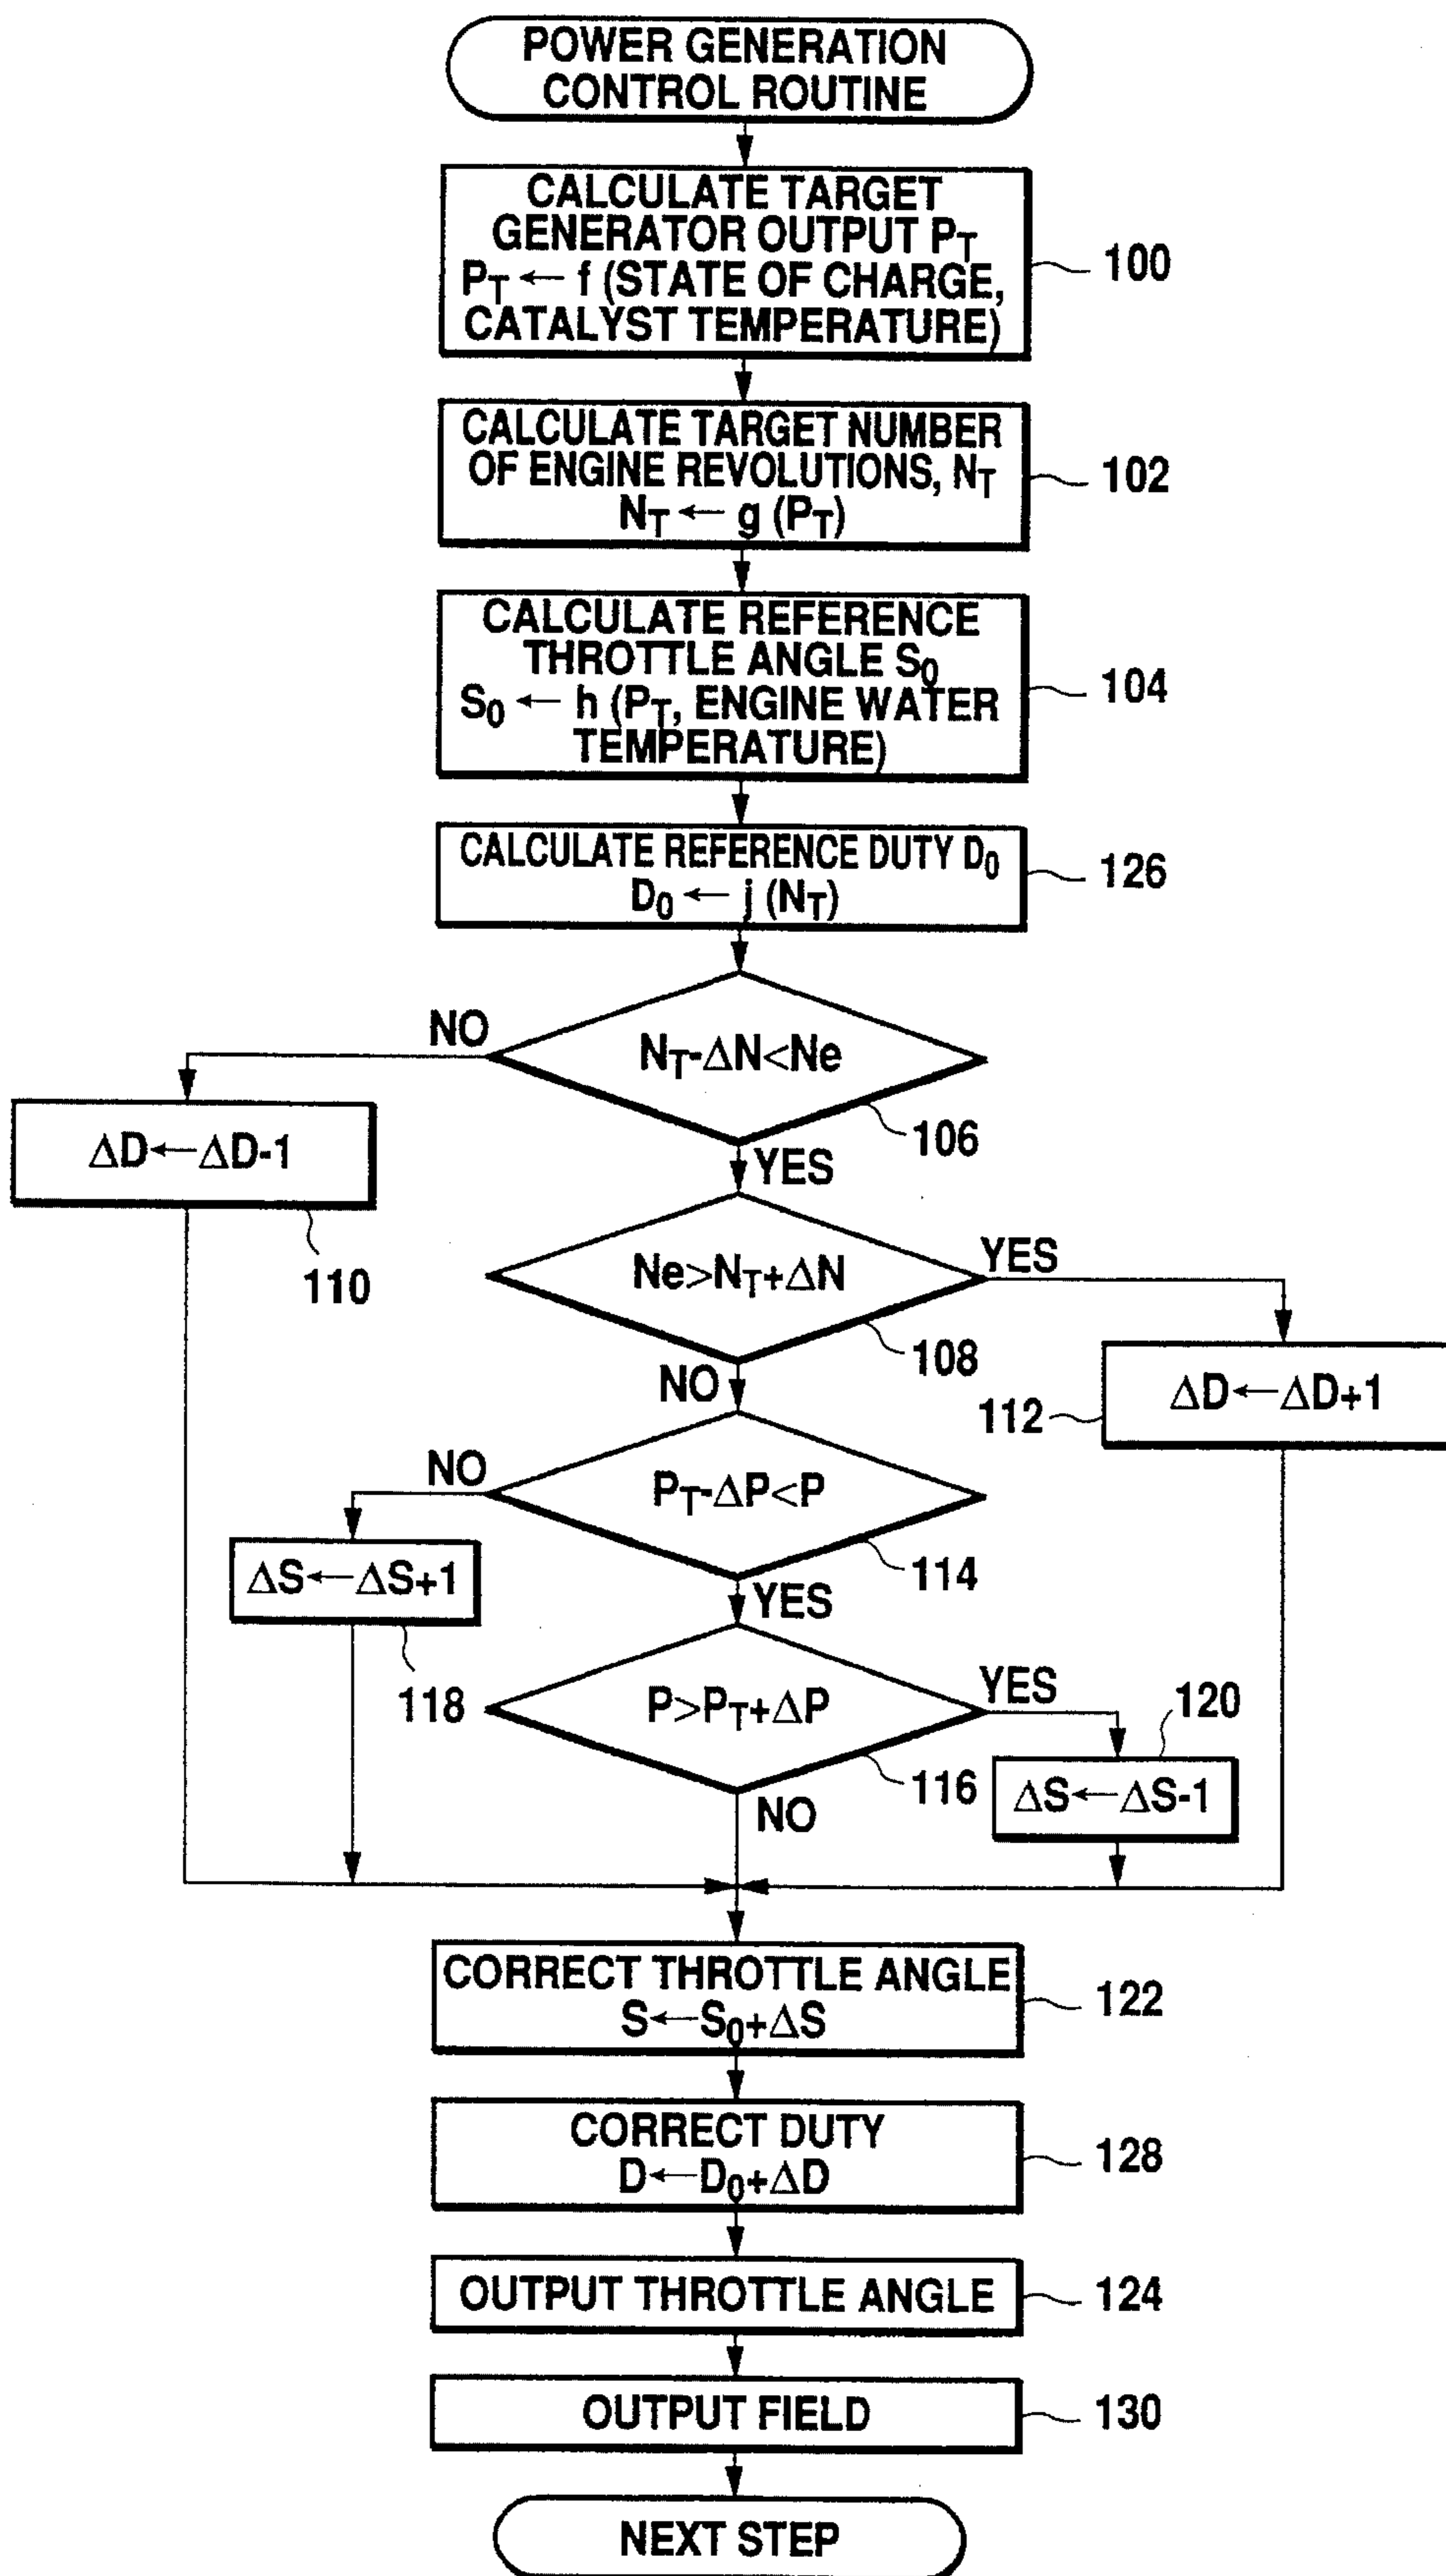 POWER GENERATION
CONTROL ROUTINE
CALCULATE TARGET
GENERATOR OUTPUT PT
PT ← f (STATE OF CHARGE,
CATALYST TEMPERATURE)
100
CALCULATE TARGET NUMBER
OF ENGINE REVOLUTIONS, NT
NT ← g (PT)
102
CALCULATE REFERENCE
THROTTLE ANGLE S0
S0 ← h (PT, ENGINE WATER
TEMPERATURE)
104
CALCULATE REFERENCE DUTY D0
D0 ← j (NT)
126
NO
NT-ΔN<Ne
106
YES
ΔD←ΔD-1
110
Ne>NT+ΔN
YES
108
NO
ΔD←ΔD+1
112
NO
PT-ΔP<P
114
YES
ΔS←ΔS+1
118
P>PT+ΔP
YES
120
116
ΔS←ΔS-1
NO
CORRECT THROTTLE ANGLE
S←S0+ΔS
122
CORRECT DUTY
D←D0+ΔD
128
OUTPUT THROTTLE ANGLE
124
OUTPUT FIELD
130
NEXT STEP